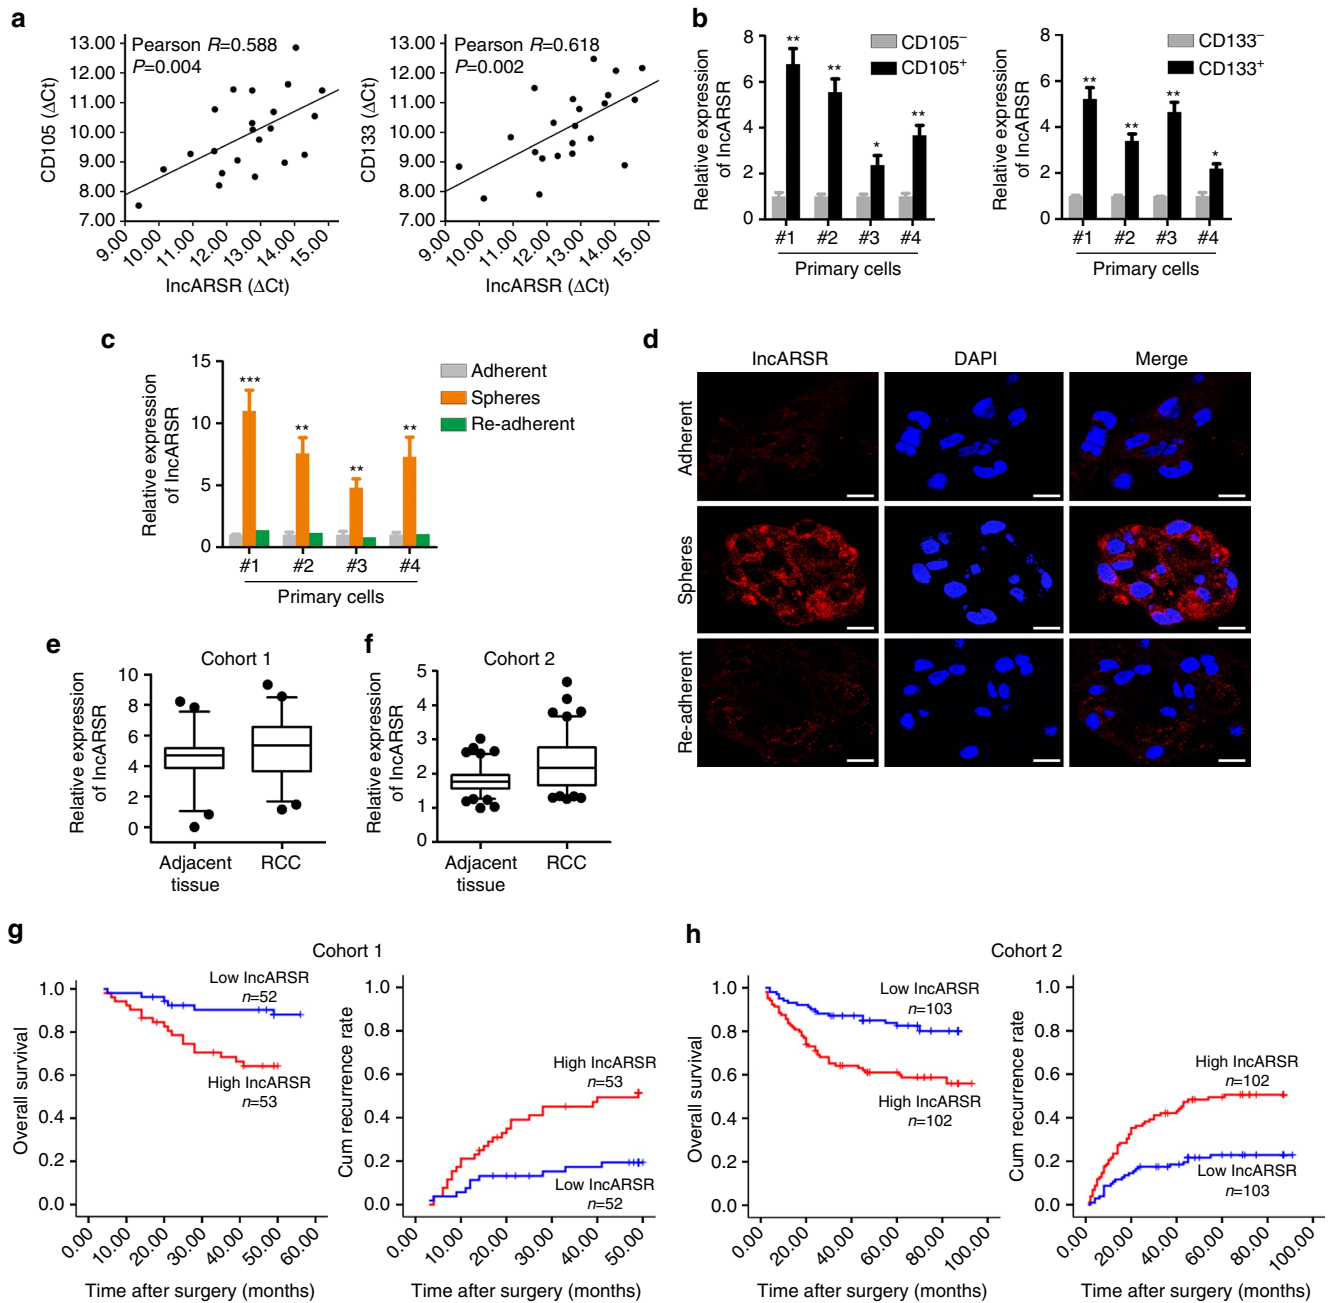 a
Pearson R=0.588
P=0.004
CD105 (ΔCt)
13.00
12.00
11.00
10.00
9.00
8.00
7.00
9.00
10.00
11.00
12.00
13.00
14.00
15.00
lncARSR (ΔCt)
Pearson R=0.618
P=0.002
CD133 (ΔCt)
13.00
12.00
11.00
10.00
9.00
8.00
7.00
9.00
10.00
11.00
12.00
13.00
14.00
15.00
lncARSR (ΔCt)
b
Relative expression
of lncARSR
8
6
4
2
0
CD105−
CD105+
**
**
*
**
#1
#2
#3
#4
Primary cells
Relative expression
of lncARSR
8
6
4
2
0
CD133−
CD133+
**
**
**
*
#1
#2
#3
#4
Primary cells
c
Relative expression
of lncARSR
15
10
5
0
Adherent
Spheres
Re-adherent
***
**
**
**
#1
#2
#3
#4
Primary cells
d
lncARSR
DAPI
Merge
Adherent
Spheres
Re-adherent
e
Cohort 1
Relative expression
of lncARSR
10
8
6
4
2
0
Adjacent
tissue
RCC
f
Cohort 2
Relative expression
of lncARSR
5
4
3
2
1
0
Adjacent
tissue
RCC
g
Cohort 1
Overall survival
1.0
0.8
0.6
0.4
0.2
0.0
Low lncARSR
n=52
High lncARSR
n=53
0.00
10.00
20.00
30.00
40.00
50.00
60.00
Time after surgery (months)
Cum recurrence rate
1.0
0.8
0.6
0.4
0.2
0.0
High lncARSR
n=53
Low lncARSR
n=52
0.00
10.00
20.00
30.00
40.00
50.00
Time after surgery (months)
h
Cohort 2
Overall survival
1.0
0.8
0.6
0.4
0.2
0.0
Low lncARSR
n=103
High lncARSR
n=102
0.00
20.00
40.00
60.00
80.00
100.00
Time after surgery (months)
Cum recurrence rate
1.0
0.8
0.6
0.4
0.2
0.0
High lncARSR
n=102
Low lncARSR
n=103
0.00
20.00
40.00
60.00
80.00
100.00
Time after surgery (months)